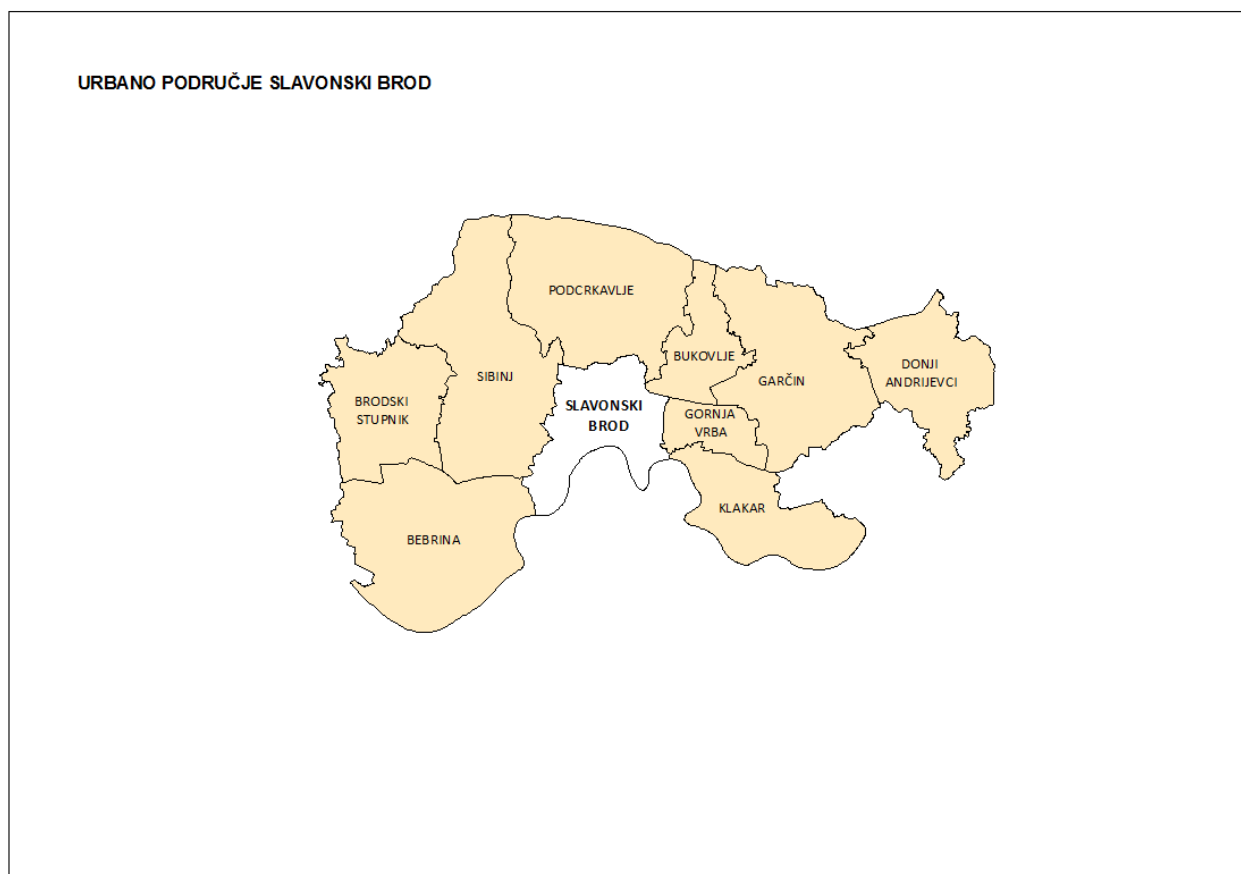 URBANO PODRUČJE SLAVONSKI BROD
PODCRKAVLJE
BUKOVLJE
DONJI
ANDRIJEVCI
SIBINJ
GARČIN
BRODSKI
STUPNIK
SLAVONSKI
BROD
GORNJA
VRBA
KLAKAR
BEBRINA